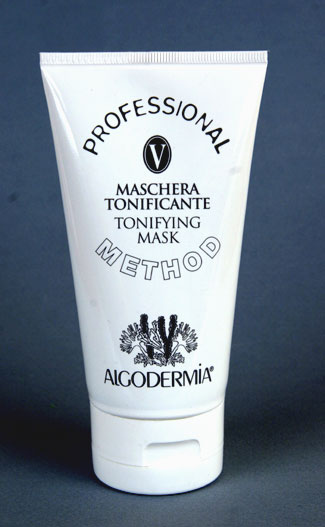 PROFESSIONAL
V
MASCHERA
TONIFICANTE
TONIFYING
MASK
METHOD
ALGODERMiA®